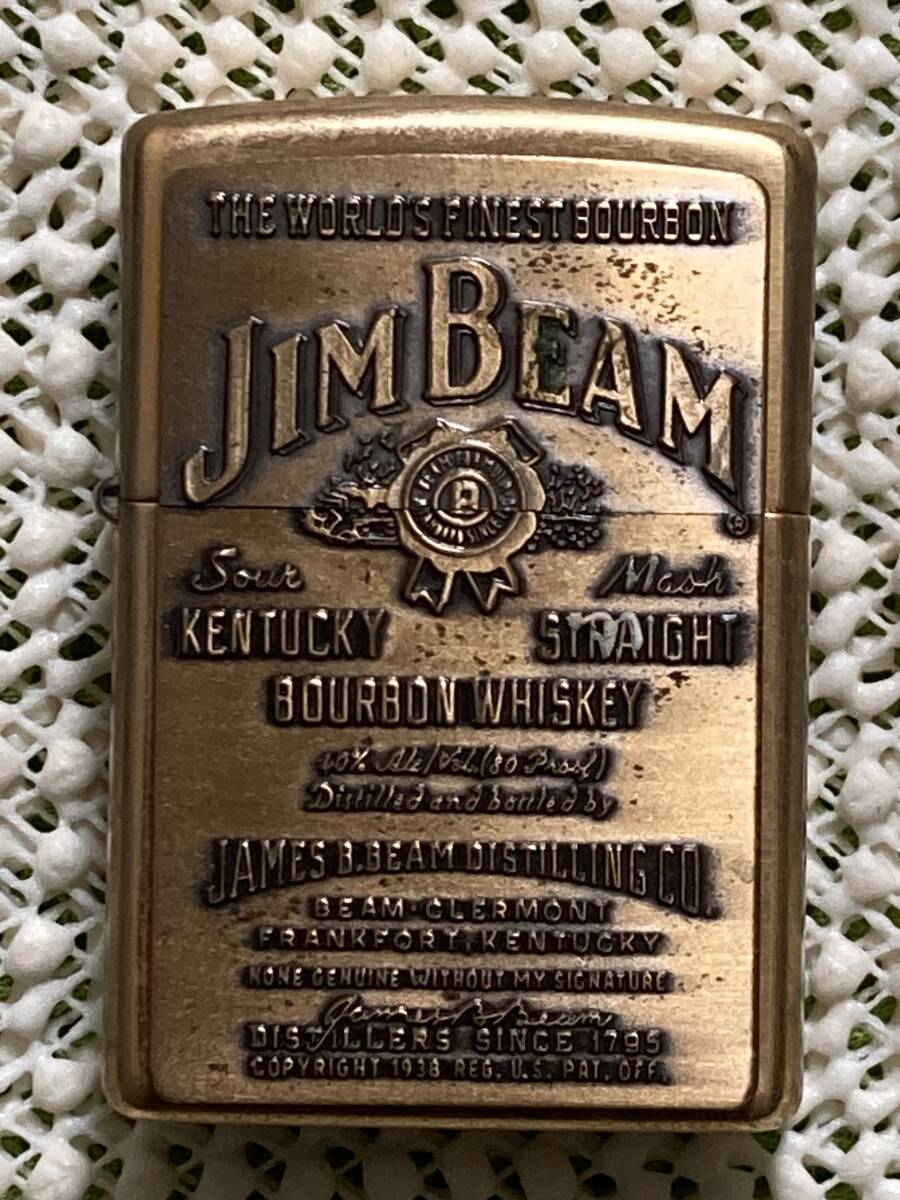 THE WORLD'S FINEST BOURBON
JIM BEAM
®
Sour Mash
KENTUCKY STRAIGHT
BOURBON WHISKEY
40% Alc/Vol. (80 Proof)
Distilled and bottled by
JAMES B. BEAM DISTILLING CO.
BEAM·CLERMONT
FRANKFORT, KENTUCKY
NONE GENUINE WITHOUT MY SIGNATURE
James B. Beam
DISTILLERS SINCE 1795
COPYRIGHT 1938 REG. U.S. PAT. OFF.